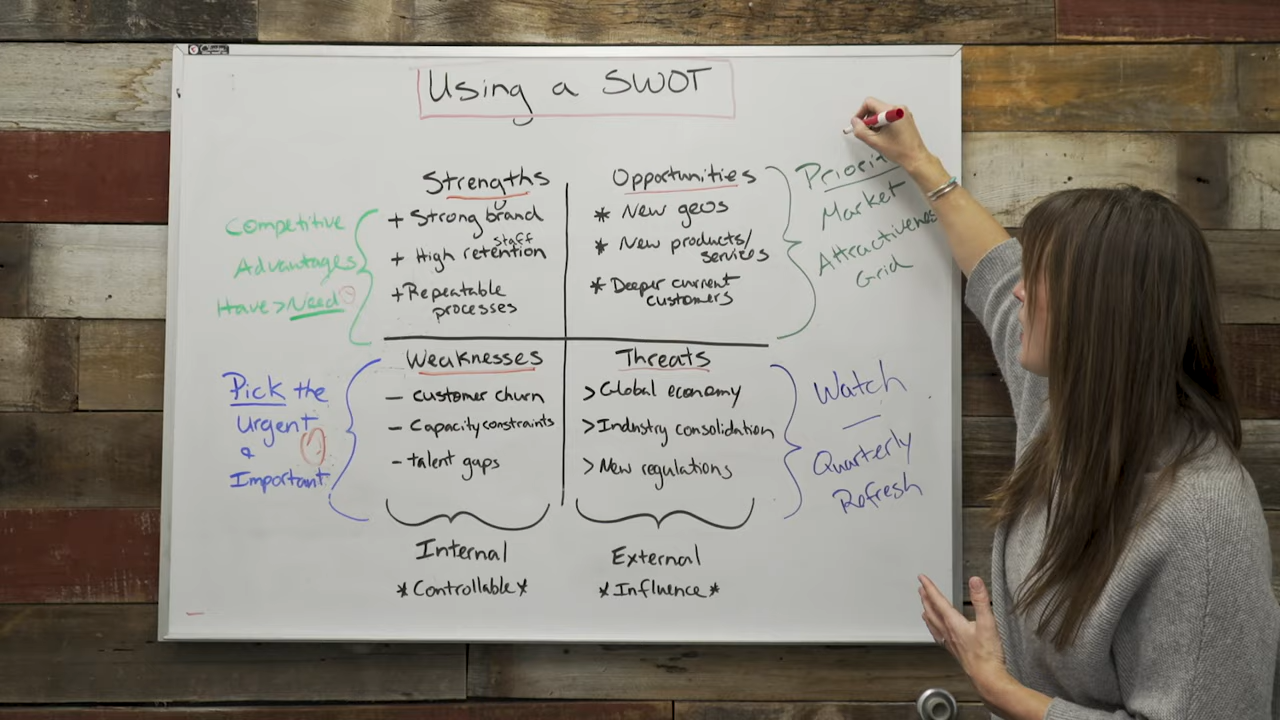 Using a SWOT
Strengths
+ Strong brand
staff
+ High retention
+ Repeatable
processes
Opportunities
* New geos
* New products/
services
* Deeper current
customers
Competitive
Advantages
Have > Need
Market
Attractiveness
Grid
Weaknesses
- customer churn
- Capacity constraints
- talent gaps
Threats
> Global economy
> Industry consolidation
> New regulations
Pick the
Urgent
&
Important
Watch
Quarterly
Refresh
Internal
* Controllable *
External
* Influence *